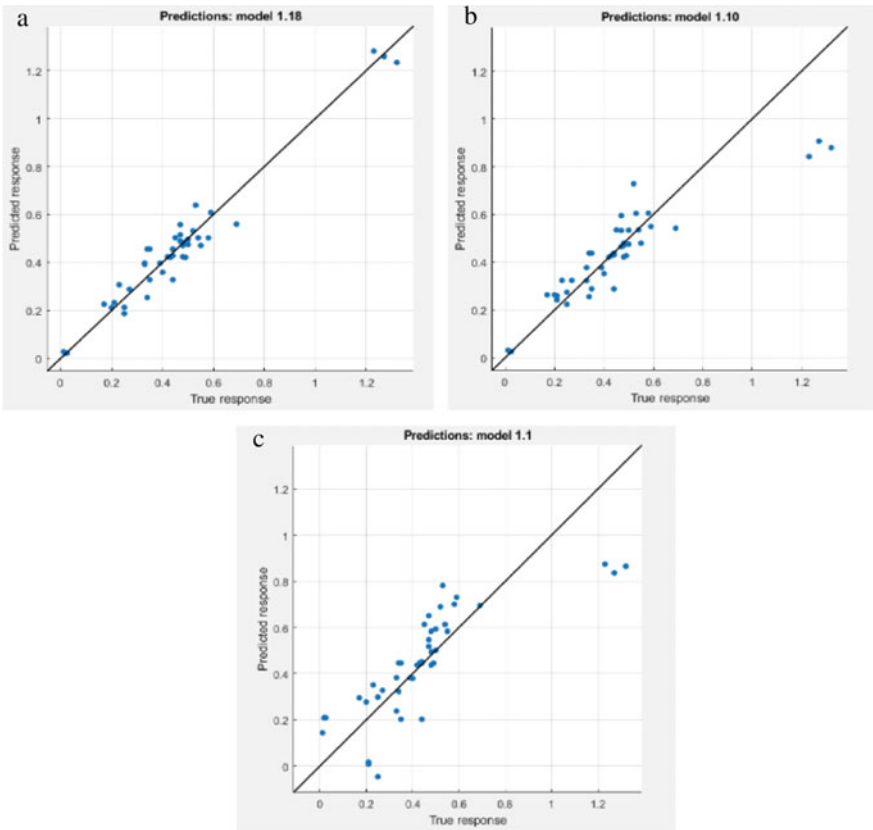 a
Predictions: model 1.18
1.2
1
0.8
0.6
0.4
0.2
0
Predicted response
0 0.2 0.4 0.6 0.8 1 1.2
True response
b
Predictions: model 1.10
1.2
1
0.8
0.6
0.4
0.2
0
Predicted response
0 0.2 0.4 0.6 0.8 1 1.2
True response
c
Predictions: model 1.1
1.2
1
0.8
0.6
0.4
0.2
0
Predicted response
0 0.2 0.4 0.6 0.8 1 1.2
True response